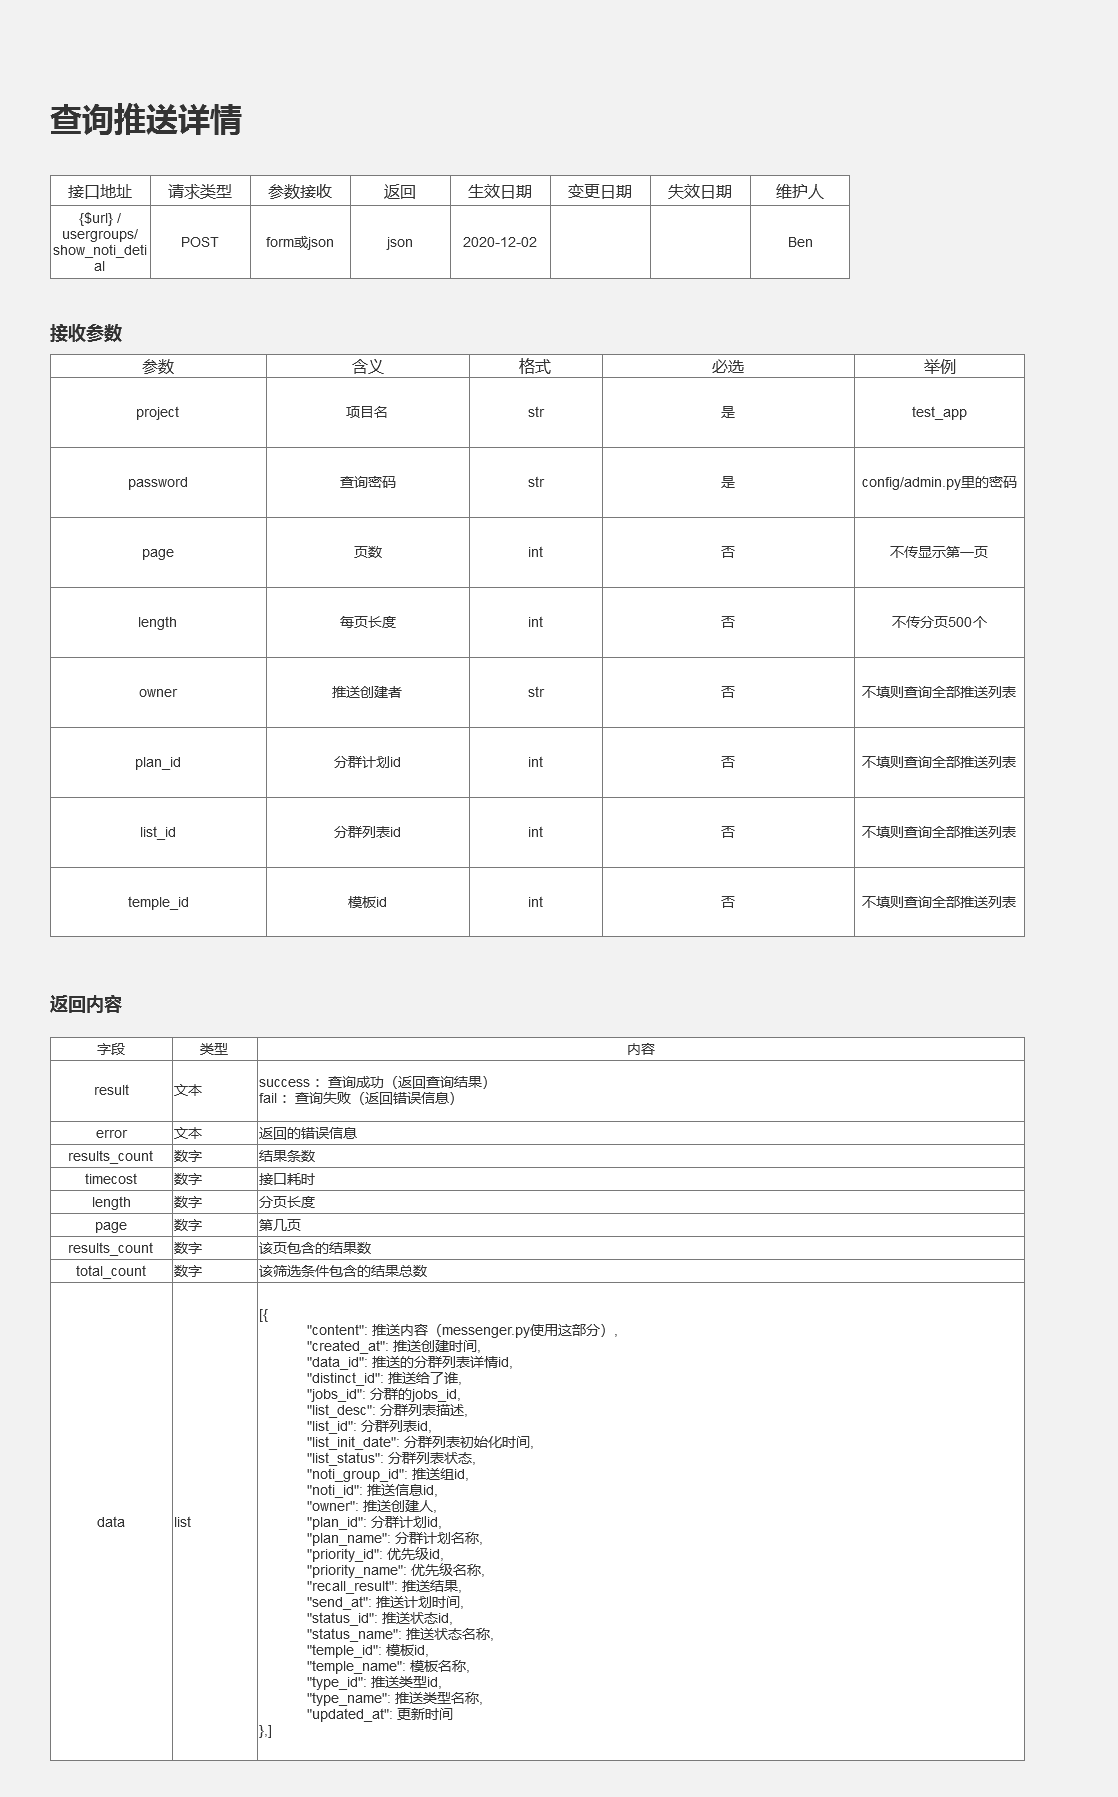 查询推送详情
接口地址 请求类型 参数接收 返回 生效日期 变更日期 失效日期 维护人
{$url} /
usergroups/
show_noti_deti
al
POST form或json json 2020-12-02 Ben
接收参数
参数 含义 格式 必选 举例
project 项目名 str 是 test_app
password 查询密码 str 是 config/admin.py里的密码
page 页数 int 否 不传显示第一页
length 每页长度 int 否 不传分页500个
owner 推送创建者 str 否 不填则查询全部推送列表
plan_id 分群计划id int 否 不填则查询全部推送列表
list_id 分群列表id int 否 不填则查询全部推送列表
temple_id 模板id int 否 不填则查询全部推送列表
返回内容
字段 类型 内容
result 文本 success： 查询成功（返回查询结果）
fail： 查询失败（返回错误信息）
error 文本 返回的错误信息
results_count 数字 结果条数
timecost 数字 接口耗时
length 数字 分页长度
page 数字 第几页
results_count 数字 该页包含的结果数
total_count 数字 该筛选条件包含的结果总数
data list
[{
"content": 推送内容（messenger.py使用这部分）,
"created_at": 推送创建时间,
"data_id": 推送的分群列表详情id,
"distinct_id": 推送给了谁,
"jobs_id": 分群的jobs_id,
"list_desc": 分群列表描述,
"list_id": 分群列表id,
"list_init_date": 分群列表初始化时间,
"list_status": 分群列表状态,
"noti_group_id": 推送组id,
"noti_id": 推送信息id,
"owner": 推送创建人,
"plan_id": 分群计划id,
"plan_name": 分群计划名称,
"priority_id": 优先级id,
"priority_name": 优先级名称,
"recall_result": 推送结果,
"send_at": 推送计划时间,
"status_id": 推送状态id,
"status_name": 推送状态名称,
"temple_id": 模板id,
"temple_name": 模板名称,
"type_id": 推送类型id,
"type_name": 推送类型名称,
"updated_at": 更新时间
},]